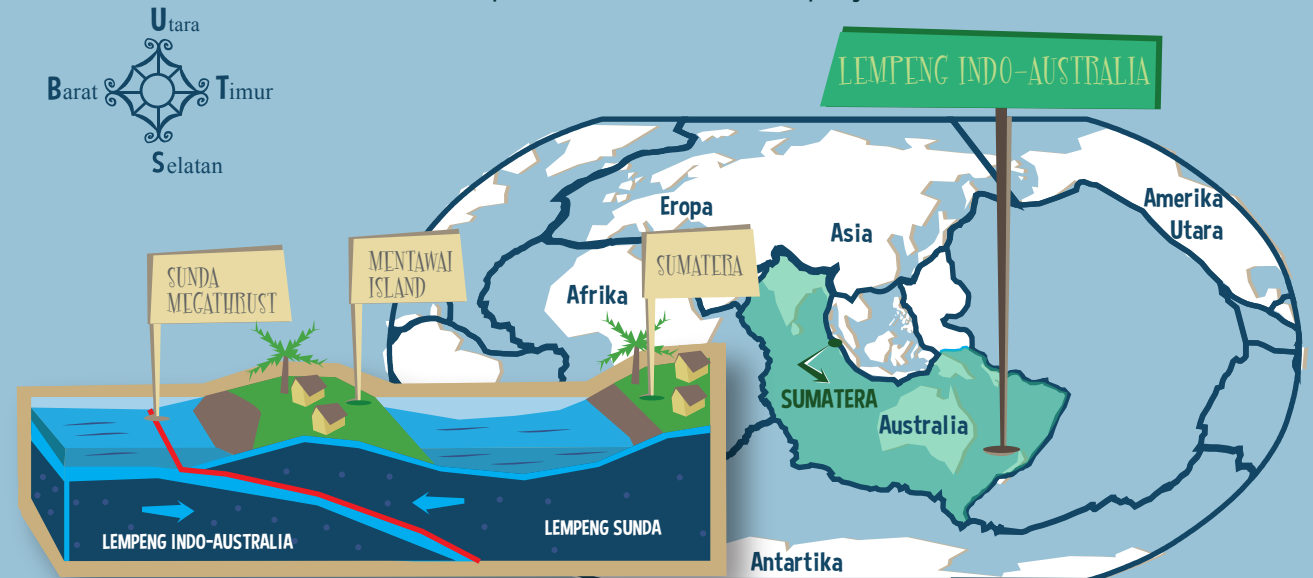 Utara
Barat
Timur
Selatan
LEMPENG INDO-AUSTRALIA
Amerika
Utara
Eropa
Asia
Afrika
SUNDA
MEGATHRUST
MENTAWAI
ISLAND
SUMATERA
SUMATERA
Australia
LEMPENG INDO-AUSTRALIA
LEMPENG SUNDA
Antartika